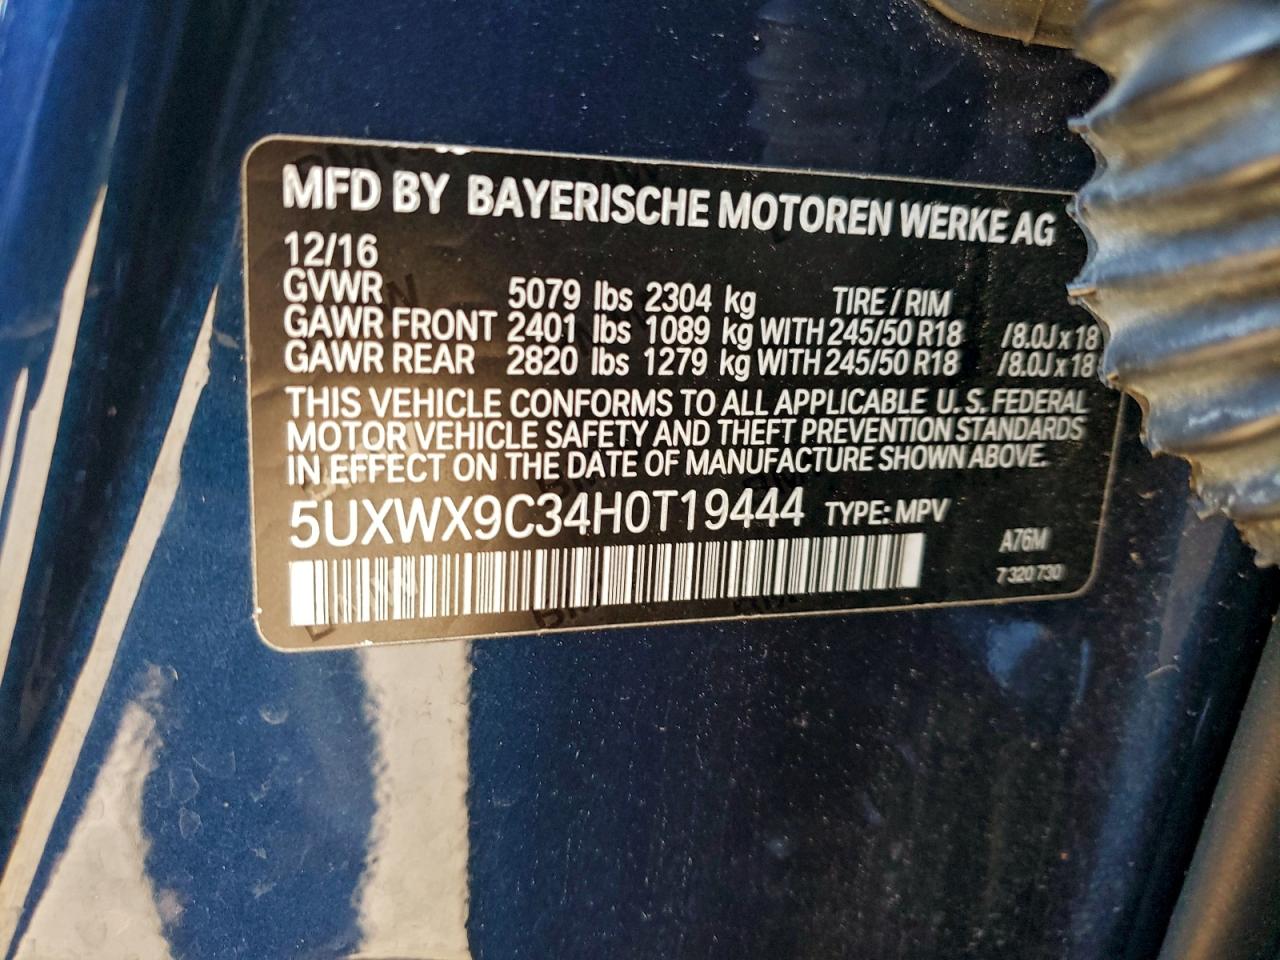 MFD BY BAYERISCHE MOTOREN WERKE AG
12/16
GVWR 5079 lbs 2304 kg TIRE / RIM
GAWR FRONT 2401 lbs 1089 kg WITH 245/50 R18 /8.0J x 18
GAWR REAR 2820 lbs 1279 kg WITH 245/50 R18 /8.0J x 18
THIS VEHICLE CONFORMS TO ALL APPLICABLE U.S. FEDERAL
MOTOR VEHICLE SAFETY AND THEFT PREVENTION STANDARDS
IN EFFECT ON THE DATE OF MANUFACTURE SHOWN ABOVE.
5UXWX9C34H0T19444 TYPE: MPV
A76M
7 320 730